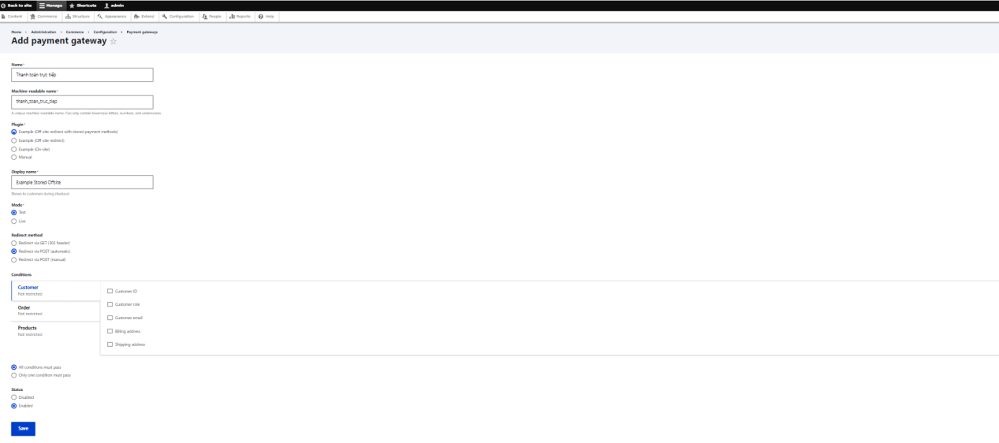 Back to site Manage Shortcuts admin
Content Commerce Structure Appearance Extend Configuration People Reports Help
Home > Administration > Commerce > Configuration > Payment gateways
Add payment gateway
Name*
Thanh toán trực tiếp
Machine-readable name*
thanh_toan_truc_tiep
A unique machine-readable name. Can only contain lowercase letters, numbers, and underscores.
Plugin*
Example (Off-site redirect with stored payment methods)
Example (Off-site redirect)
Example (On-site)
Manual
Display name*
Example Stored Offsite
Shown to customers during checkout.
Mode*
Test
Live
Redirect method
Redirect via GET (302 header)
Redirect via POST (automatic)
Redirect via POST (manual)
Conditions
Customer
Not restricted
Order
Not restricted
Products
Not restricted
Customer ID
Customer role
Customer email
Billing address
Shipping address
All conditions must pass
Only one condition must pass
Status
Disabled
Enabled
Save